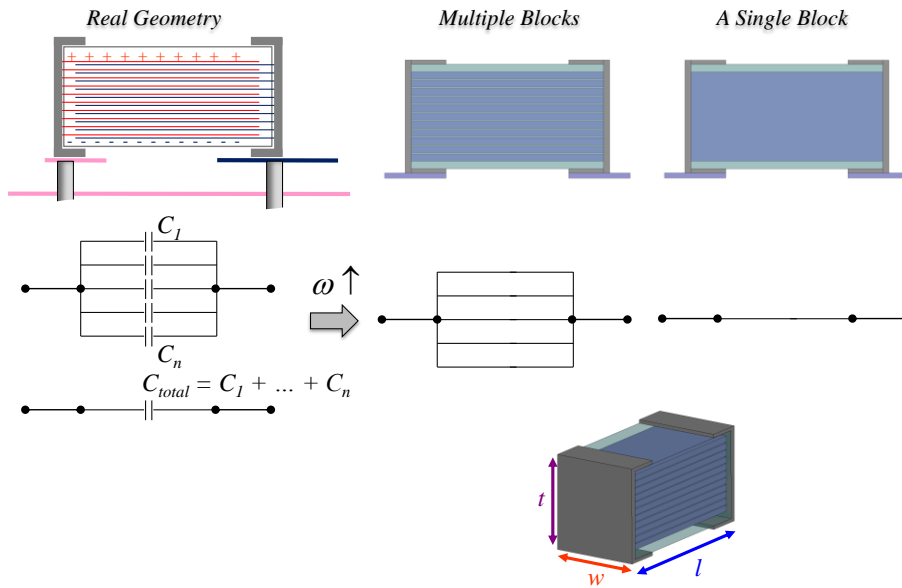 Real Geometry
Multiple Blocks
A Single Block
+ + + + + + + + + +
- - - - - - - - - - -
C1
ω ↑
Cn
Ctotal = C1 + ... + Cn
t
w
l